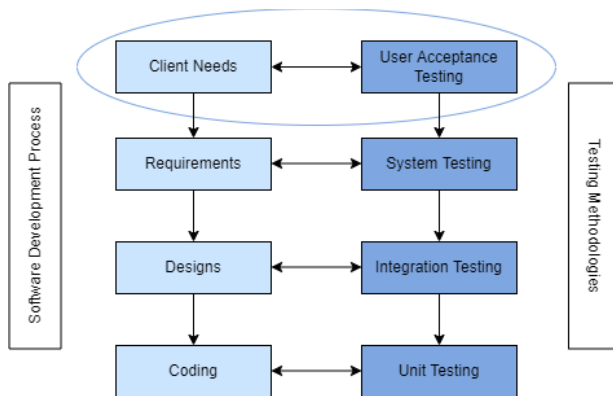 Client Needs
User Acceptance
Testing
Software Development Process
Testing Methodologies
Requirements
System Testing
Designs
Integration Testing
Coding
Unit Testing